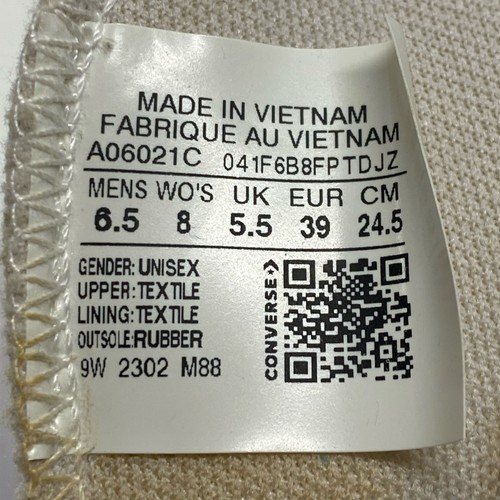 MADE IN VIETNAM
FABRIQUE AU VIETNAM
A06021C 041F6B8FPTDJZ
MENS WO'S UK EUR CM
6.5 8 5.5 39 24.5
GENDER: UNISEX
UPPER: TEXTILE
LINING: TEXTILE
OUTSOLE: RUBBER
9W 2302 M88
CONVERSE